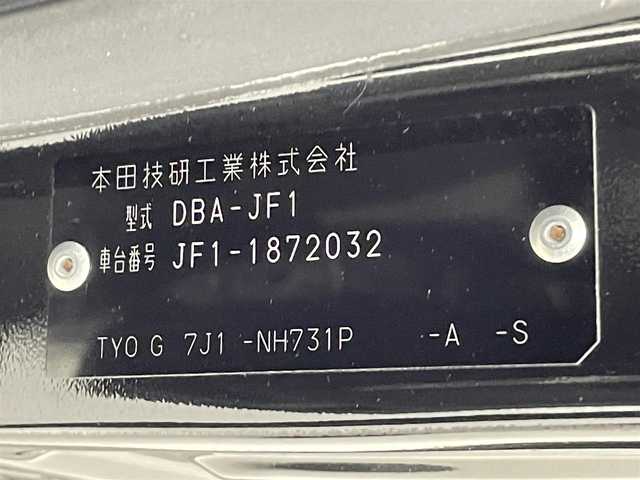 本田技研工業株式会社
型式 DBA-JF1
車台番号 JF1-1872032
TYO G 7J1 -NH731P -A -S